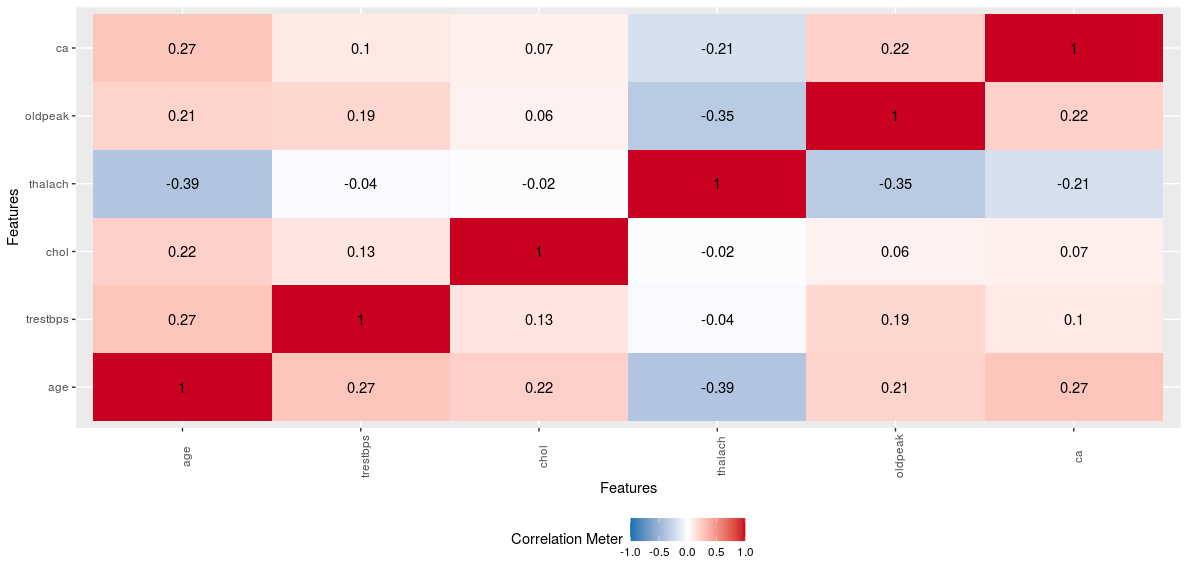 ca 0.27 0.1 0.07 -0.21 0.22 1
oldpeak 0.21 0.19 0.06 -0.35 1 0.22
thalach -0.39 -0.04 -0.02 1 -0.35 -0.21
Features
chol 0.22 0.13 1 -0.02 0.06 0.07
trestbps 0.27 1 0.13 -0.04 0.19 0.1
age 1 0.27 0.22 -0.39 0.21 0.27
age trestbps chol thalach oldpeak ca
Features
Correlation Meter
-1.0 -0.5 0.0 0.5 1.0